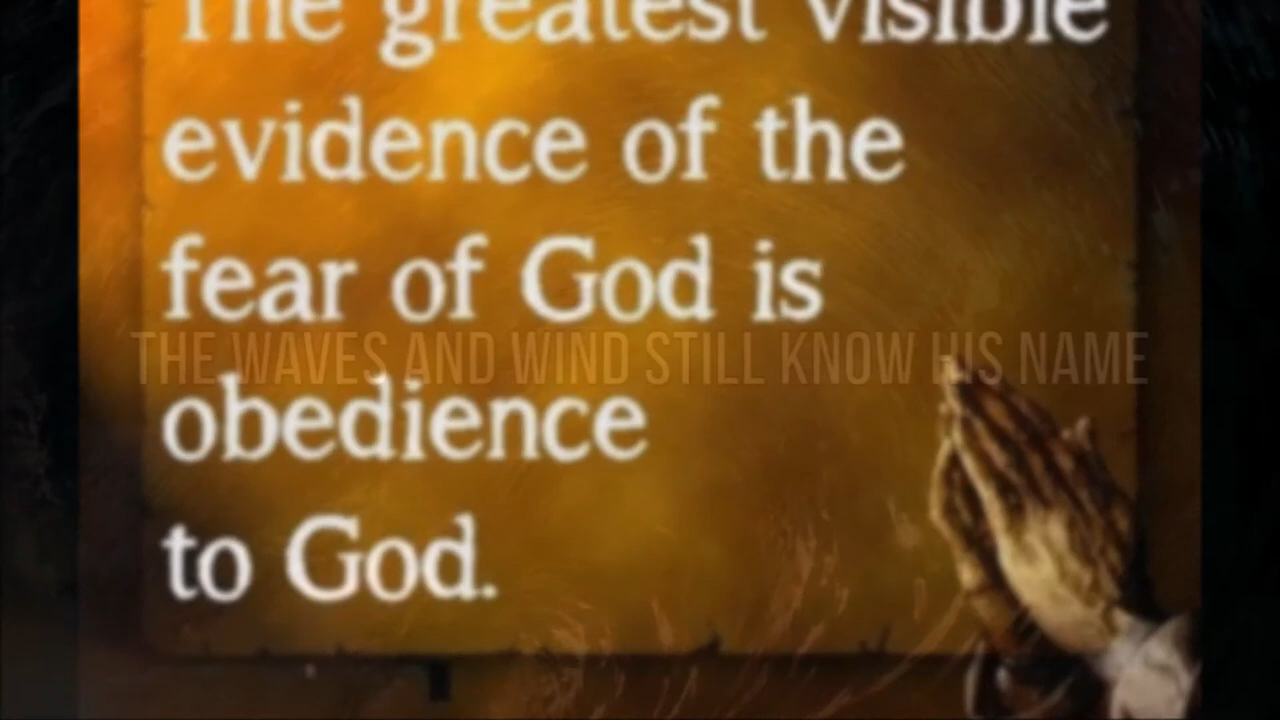 The greatest visible
evidence of the
fear of God is
THE WAVES AND WIND STILL KNOW HIS NAME
obedience
to God.